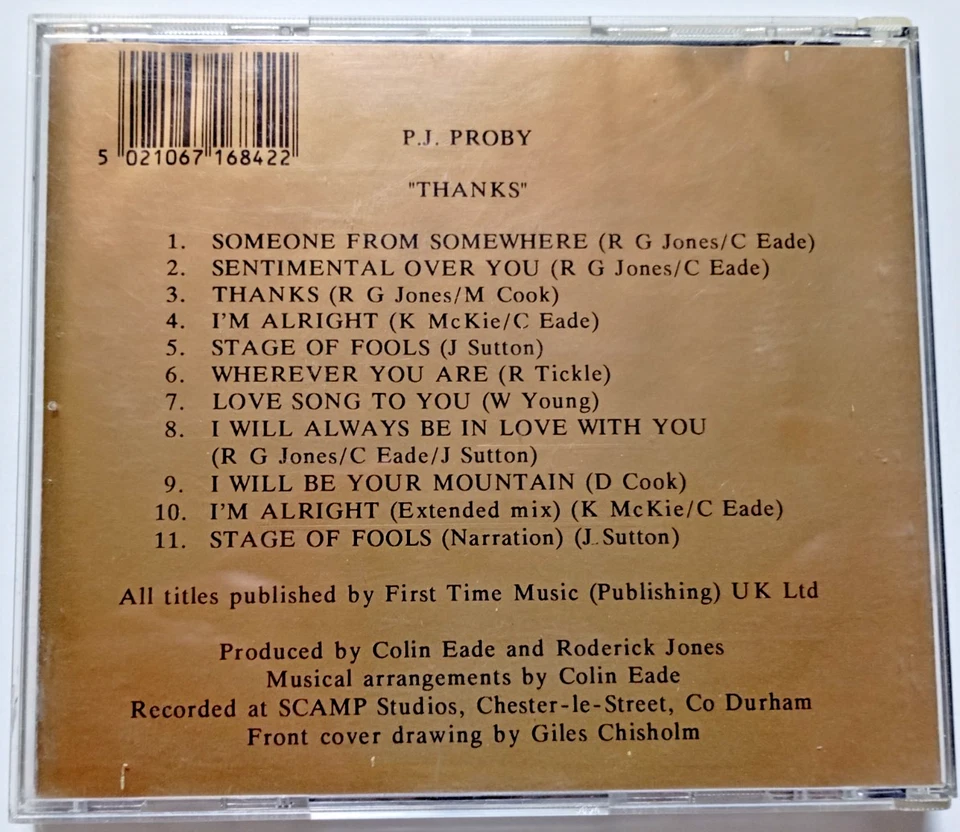 5 021067 168422
P.J. PROBY
"THANKS"
1. SOMEONE FROM SOMEWHERE (R G Jones/C Eade)
2. SENTIMENTAL OVER YOU (R G Jones/C Eade)
3. THANKS (R G Jones/M Cook)
4. I'M ALRIGHT (K McKie/C Eade)
5. STAGE OF FOOLS (J Sutton)
6. WHEREVER YOU ARE (R Tickle)
7. LOVE SONG TO YOU (W Young)
8. I WILL ALWAYS BE IN LOVE WITH YOU
(R G Jones/C Eade/J Sutton)
9. I WILL BE YOUR MOUNTAIN (D Cook)
10. I'M ALRIGHT (Extended mix) (K McKie/C Eade)
11. STAGE OF FOOLS (Narration) (J Sutton)
All titles published by First Time Music (Publishing) UK Ltd
Produced by Colin Eade and Roderick Jones
Musical arrangements by Colin Eade
Recorded at SCAMP Studios, Chester-le-Street, Co Durham
Front cover drawing by Giles Chisholm